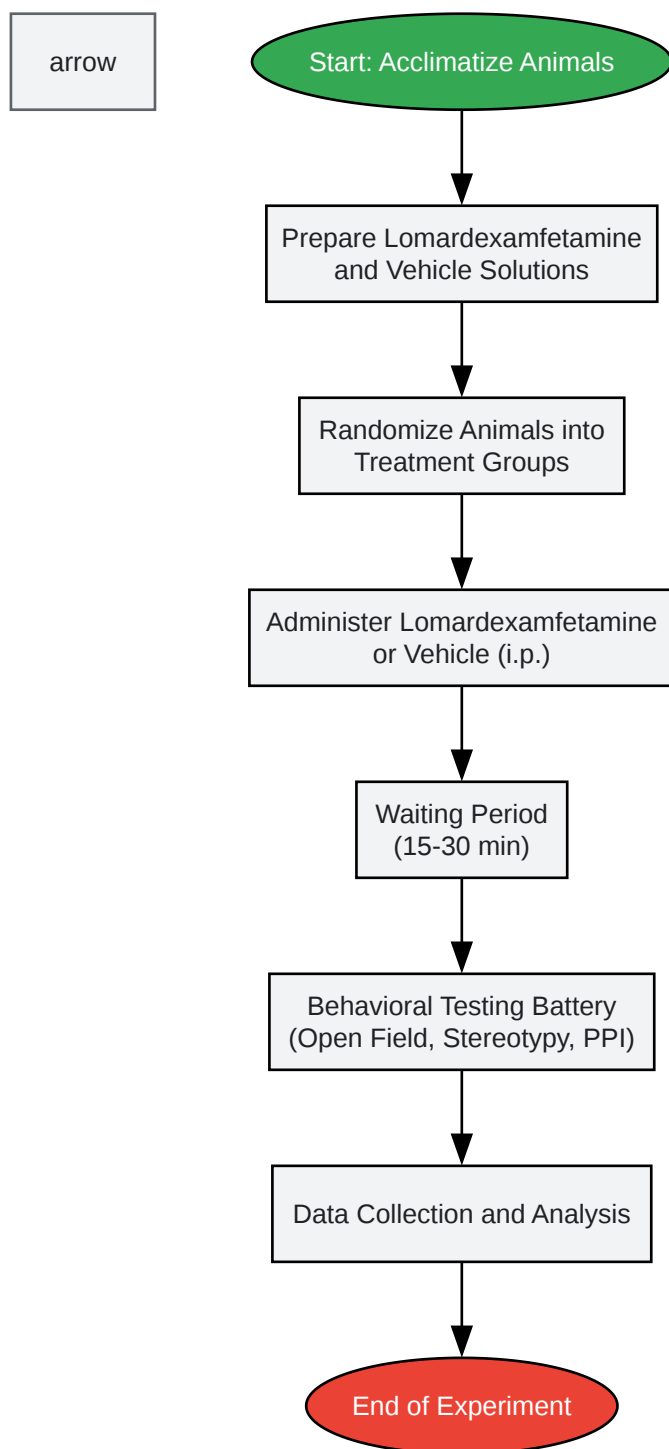 arrow
Start: Acclimatize Animals
Prepare Lomardexamfetamine
and Vehicle Solutions
Randomize Animals into
Treatment Groups
Administer Lomardexamfetamine
or Vehicle (i.p.)
Waiting Period
(15-30 min)
Behavioral Testing Battery
(Open Field, Stereotypy, PPI)
Data Collection and Analysis
End of Experiment